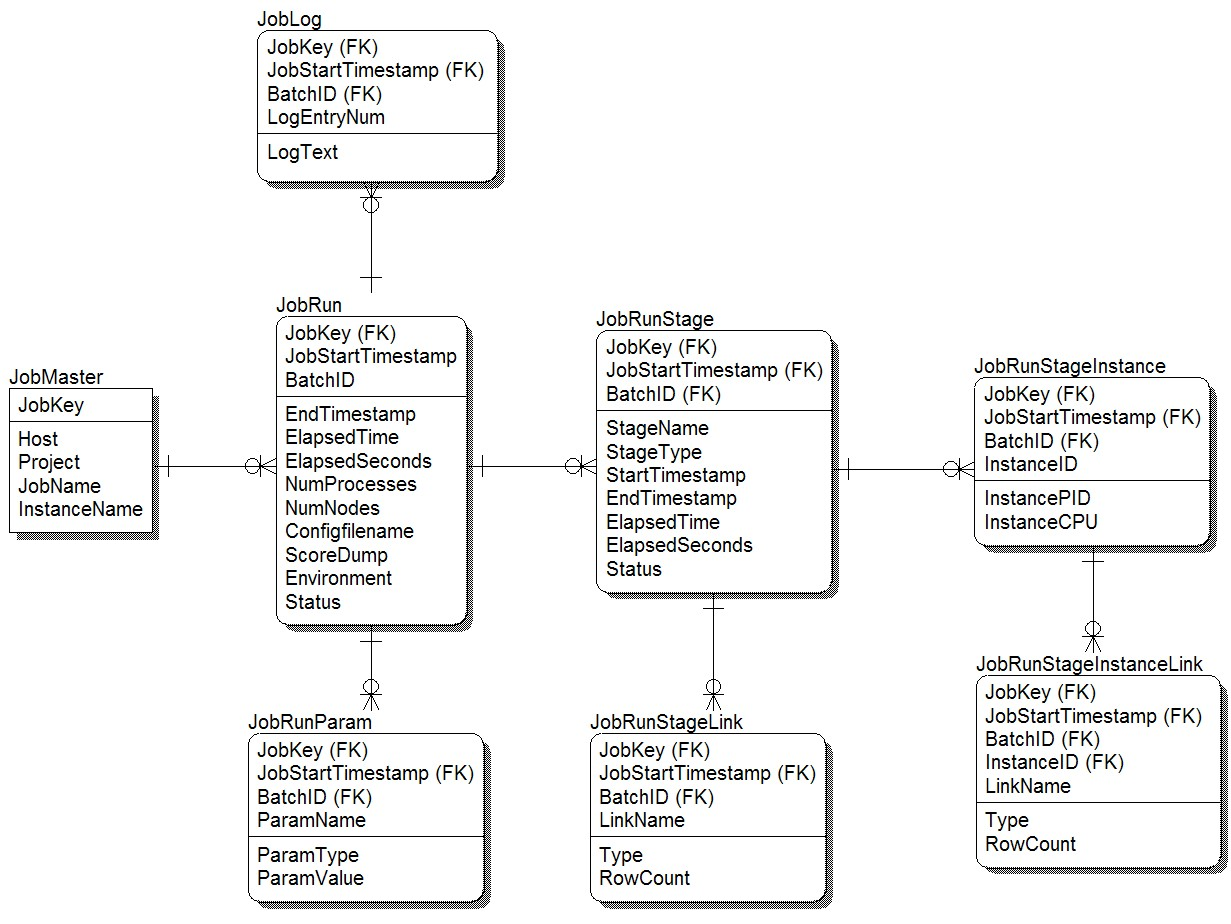 JobLog
JobKey (FK)
JobStartTimestamp (FK)
BatchID (FK)
LogEntryNum
LogText
JobMaster
JobKey
Host
Project
JobName
InstanceName
JobRun
JobKey (FK)
JobStartTimestamp
BatchID
EndTimestamp
ElapsedTime
ElapsedSeconds
NumProcesses
NumNodes
Configfilename
ScoreDump
Environment
Status
JobRunStage
JobKey (FK)
JobStartTimestamp (FK)
BatchID (FK)
StageName
StageType
StartTimestamp
EndTimestamp
ElapsedTime
ElapsedSeconds
Status
JobRunStageInstance
JobKey (FK)
JobStartTimestamp (FK)
BatchID (FK)
InstanceID
InstancePID
InstanceCPU
JobRunParam
JobKey (FK)
JobStartTimestamp (FK)
BatchID (FK)
ParamName
ParamType
ParamValue
JobRunStageLink
JobKey (FK)
JobStartTimestamp (FK)
BatchID (FK)
LinkName
Type
RowCount
JobRunStageInstanceLink
JobKey (FK)
JobStartTimestamp (FK)
BatchID (FK)
InstanceID (FK)
LinkName
Type
RowCount